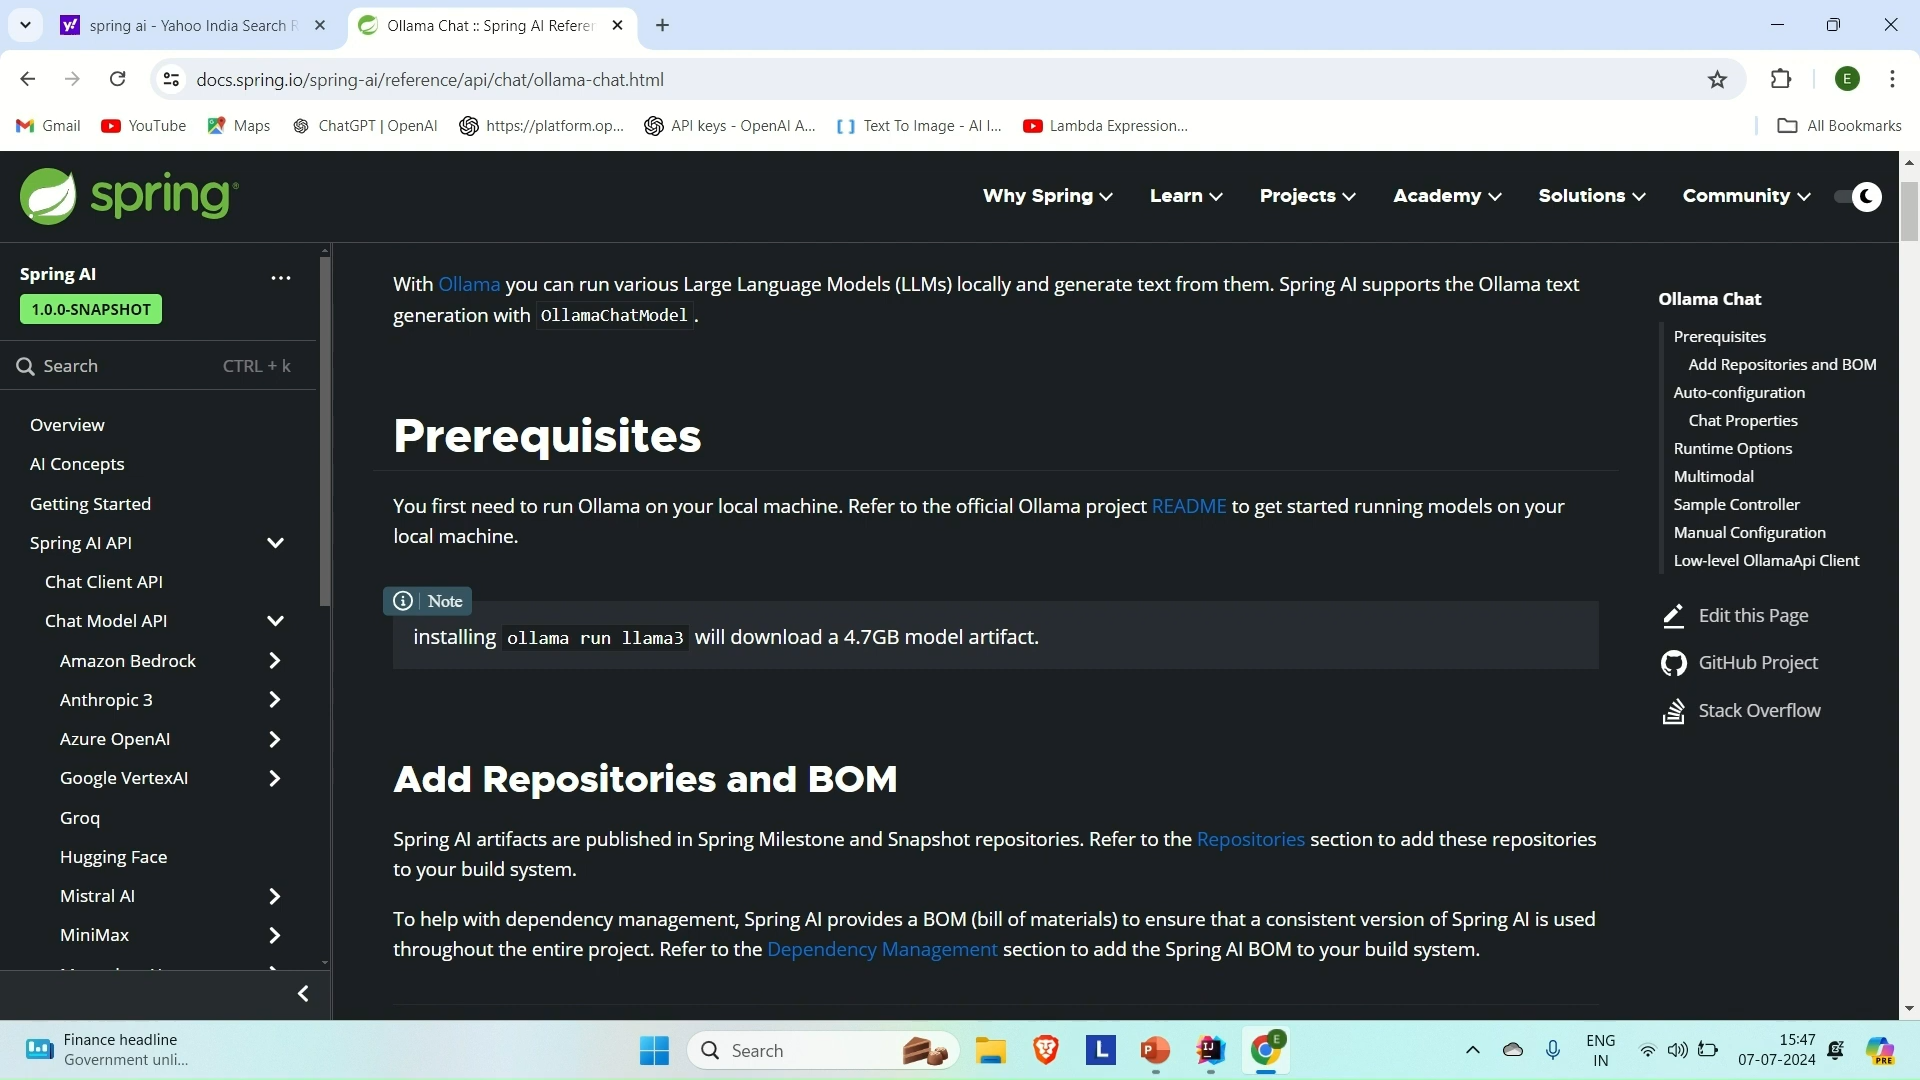 spring ai - Yahoo India Search R
Ollama Chat :: Spring AI Referen
docs.spring.io/spring-ai/reference/api/chat/ollama-chat.html
E
Gmail
YouTube
Maps
ChatGPT | OpenAI
https://platform.op...
API keys - OpenAI A...
Text To Image - AI I...
Lambda Expression...
All Bookmarks
spring
Why Spring
Learn
Projects
Academy
Solutions
Community
Spring AI
1.0.0-SNAPSHOT
Search
CTRL + k
Overview
AI Concepts
Getting Started
Spring AI API
Chat Client API
Chat Model API
Amazon Bedrock
Anthropic 3
Azure OpenAI
Google VertexAI
Groq
Hugging Face
Mistral AI
MiniMax
With Ollama you can run various Large Language Models (LLMs) locally and generate text from them. Spring AI supports the Ollama text
generation with OllamaChatModel.
Prerequisites
You first need to run Ollama on your local machine. Refer to the official Ollama project README to get started running models on your
local machine.
Note
installing ollama run llama3 will download a 4.7GB model artifact.
Add Repositories and BOM
Spring AI artifacts are published in Spring Milestone and Snapshot repositories. Refer to the Repositories section to add these repositories
to your build system.
To help with dependency management, Spring AI provides a BOM (bill of materials) to ensure that a consistent version of Spring AI is used
throughout the entire project. Refer to the Dependency Management section to add the Spring AI BOM to your build system.
Ollama Chat
Prerequisites
Add Repositories and BOM
Auto-configuration
Chat Properties
Runtime Options
Multimodal
Sample Controller
Manual Configuration
Low-level OllamaApi Client
Edit this Page
GitHub Project
Stack Overflow
Finance headline
Government unli...
Search
L
P
IJ
E
ENG
IN
15:47
07-07-2024
PRE